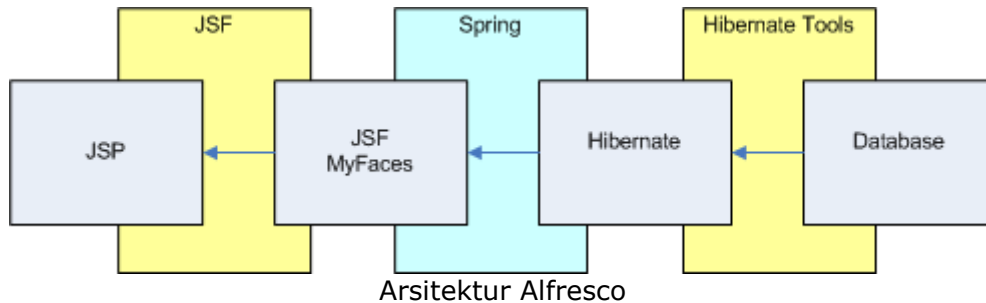 JSF
Spring
Hibernate Tools
JSP
JSF
MyFaces
Hibernate
Database
Arsitektur Alfresco